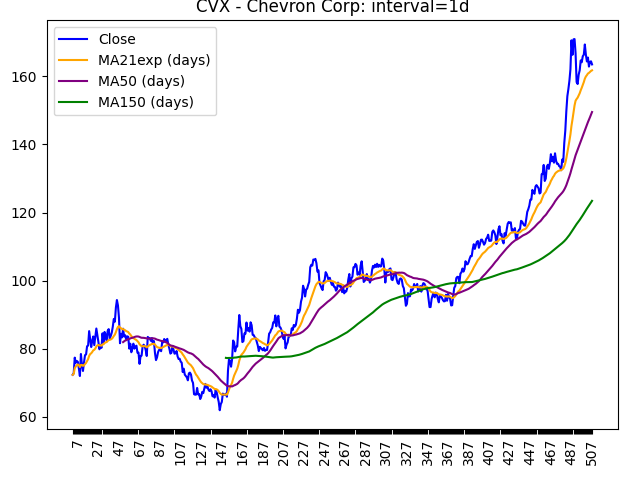 CVX - Chevron Corp: interval=1d
Close
MA21exp (days)
MA50 (days)
MA150 (days)
160
140
120
100
80
60
7 27 47 67 87 107 127 147 167 187 207 227 247 267 287 307 327 347 367 387 407 427 447 467 487 507